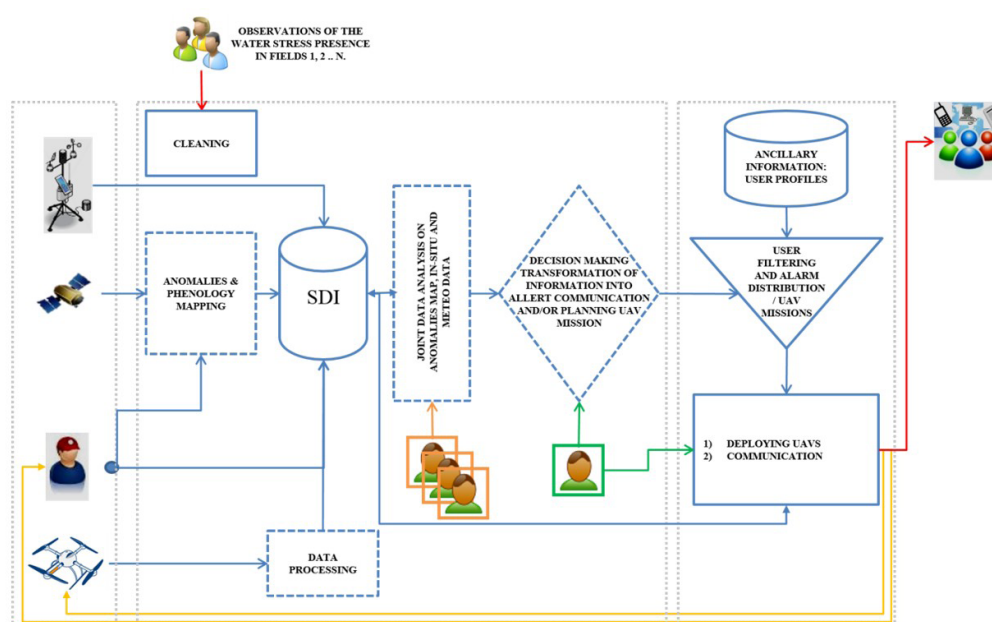 OBSERVATIONS OF THE
WATER STRESS PRESENCE
IN FIELDS 1, 2 .. N.
CLEANING
ANCILLARY
INFORMATION:
USER PROFILES
ANOMALIES &
PHENOLOGY
MAPPING
SDI
JOINT DATA ANALYSIS ON
ANOMALIES MAP, IN-SITU AND
METEO DATA
DECISION MAKING
TRANSFORMATION OF
INFORMATION INTO
ALLERT COMMUNICATION
AND/OR PLANNING UAV
MISSION
USER
FILTERING
AND ALARM
DISTRIBUTION
/ UAV
MISSIONS
1) DEPLOYING UAVS
2) COMMUNICATION
DATA
PROCESSING